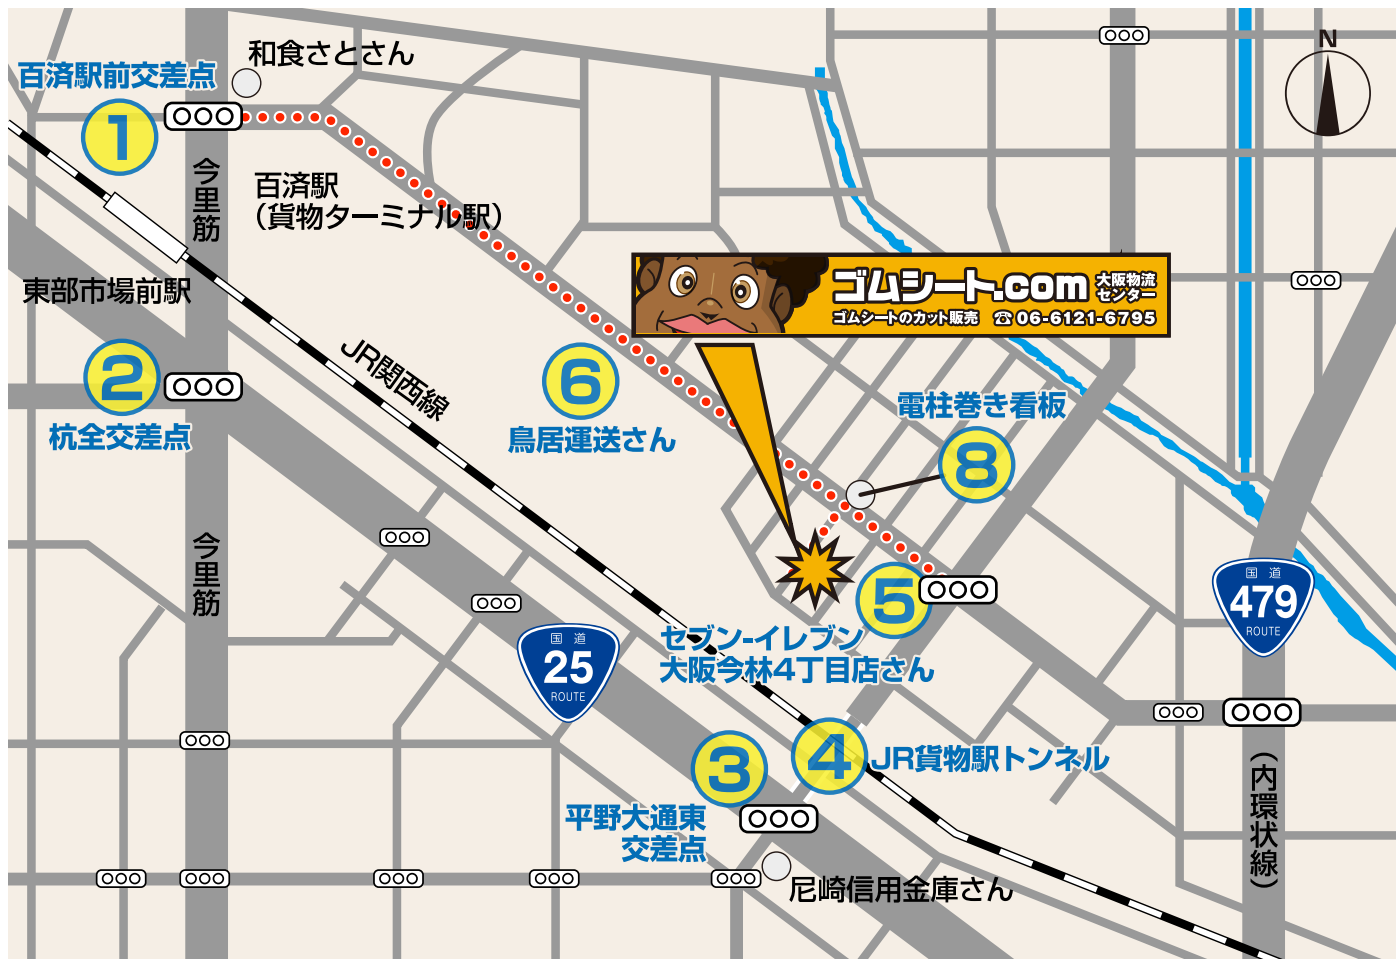 和食さとさん
百済駅前交差点
1
N
今里筋
百済駅
(貨物ターミナル駅)
東部市場前駅
ゴムシート.com
大阪物流
センター
ゴムシートのカット販売 ☎06-6121-6795
2
杭全交差点
JR関西線
6
鳥居運送さん
電柱巻き看板
8
今里筋
5
セブン-イレブン
大阪今林4丁目店さん
国道
25
ROUTE
国道
479
ROUTE
3
4
JR貨物駅トンネル
平野大通東
交差点
尼崎信用金庫さん
(内環状線)